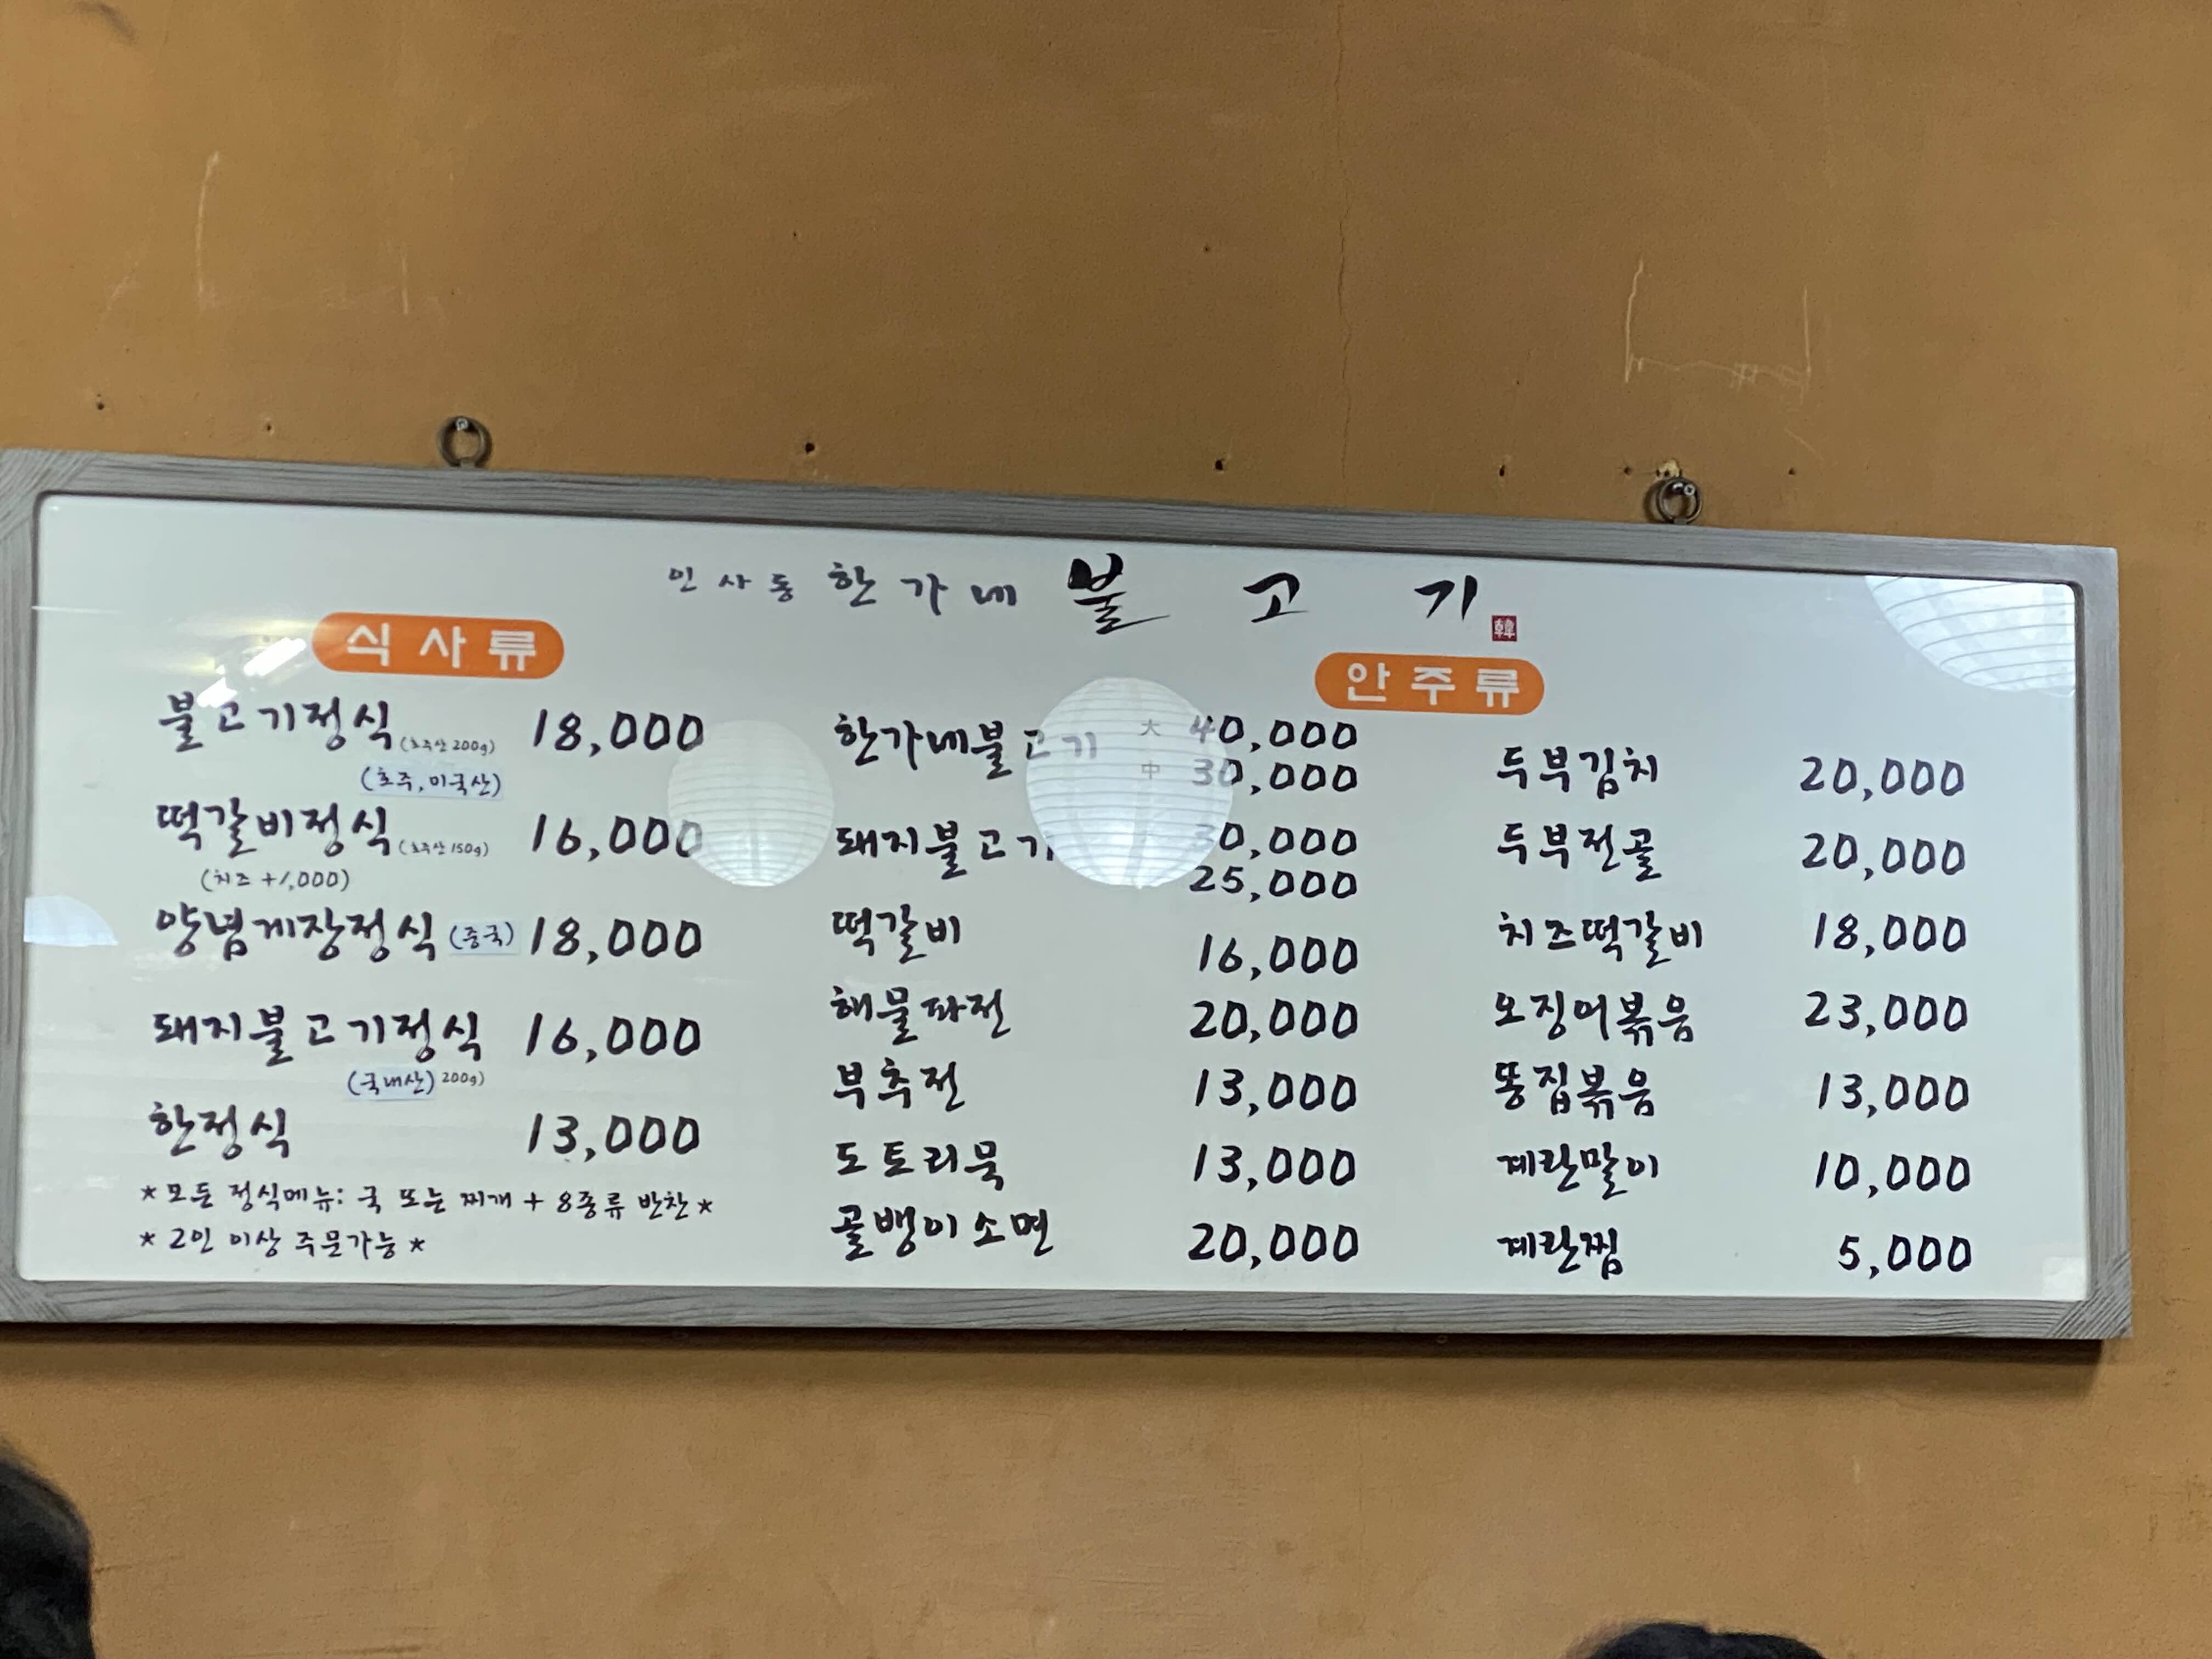 인사동 한가네 불고기 韓
식사류
불고기정식 (호주산 200g) 18,000
(호주, 미국산)
떡갈비정식 (호주산 150g) 16,000
(치즈 +1,000)
양념게장정식 (중국) 18,000
돼지불고기정식 16,000
(국내산) 200g)
한정식 13,000
*모든 정식메뉴: 국 또는 찌개 + 8종류 반찬*
* 2인 이상 주문가능 *
안주류
한가네불고기 大 40,000
中 30,000
돼지불고기 30,000
25,000
떡갈비 16,000
해물파전 20,000
부추전 13,000
도토리묵 13,000
골뱅이소면 20,000
두부김치 20,000
두부전골 20,000
치즈떡갈비 18,000
오징어볶음 23,000
똥집볶음 13,000
계란말이 10,000
계란찜 5,000